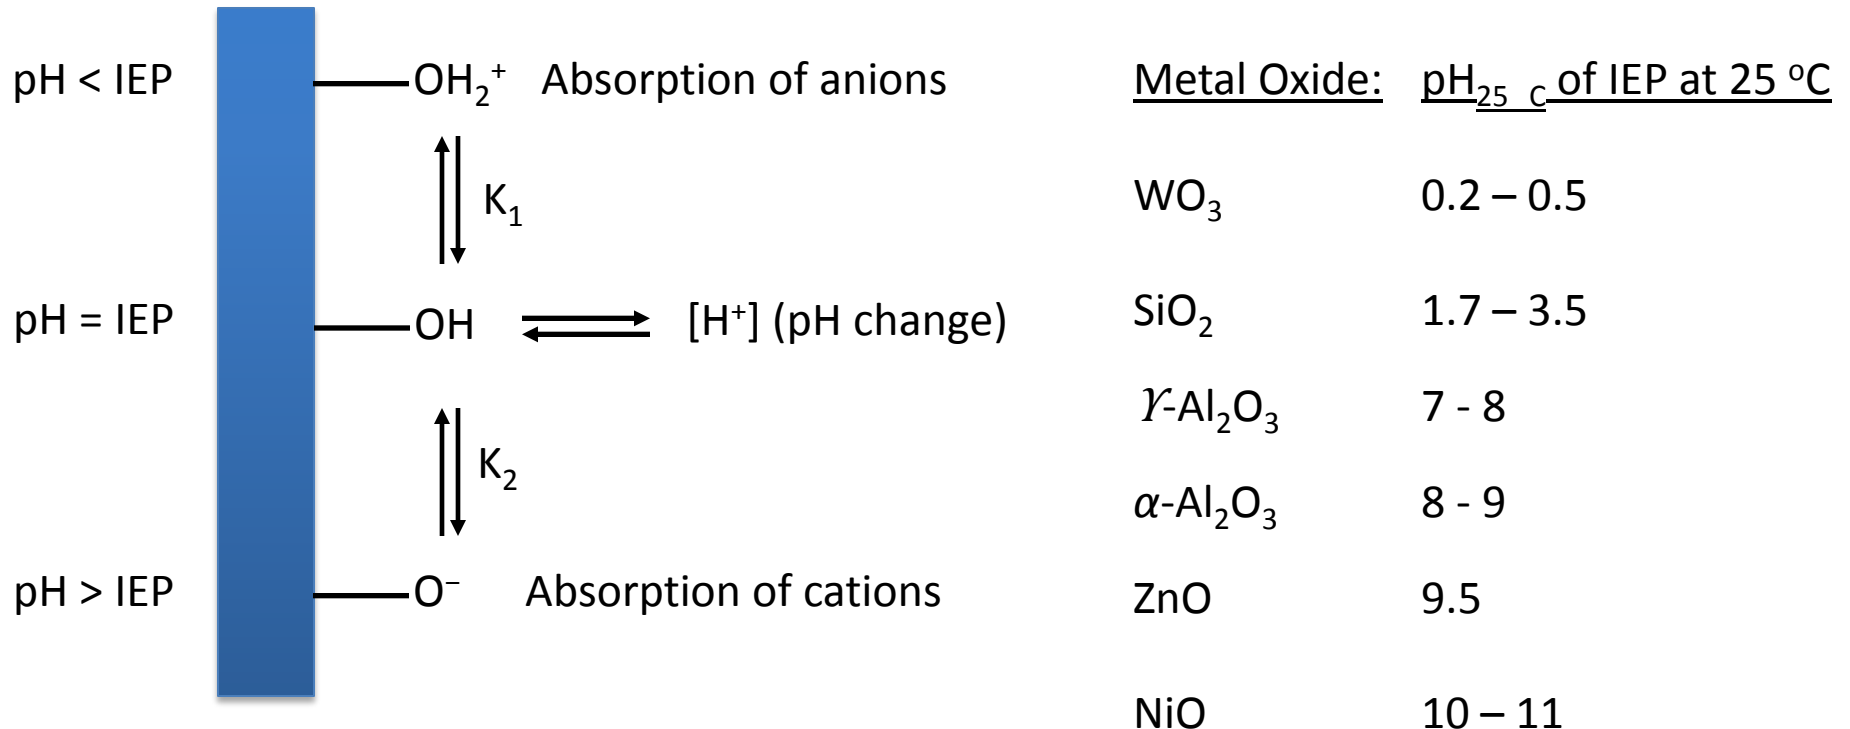 pH < IEP
OH₂⁺ Absorption of anions
K₁
pH = IEP
OH [H⁺] (pH change)
K₂
pH > IEP
O⁻ Absorption of cations
Metal Oxide: pH₂₅ C of IEP at 25 ᵒC
WO₃ 0.2 – 0.5
SiO₂ 1.7 – 3.5
ϒ-Al₂O₃ 7 - 8
α-Al₂O₃ 8 - 9
ZnO 9.5
NiO 10 – 11